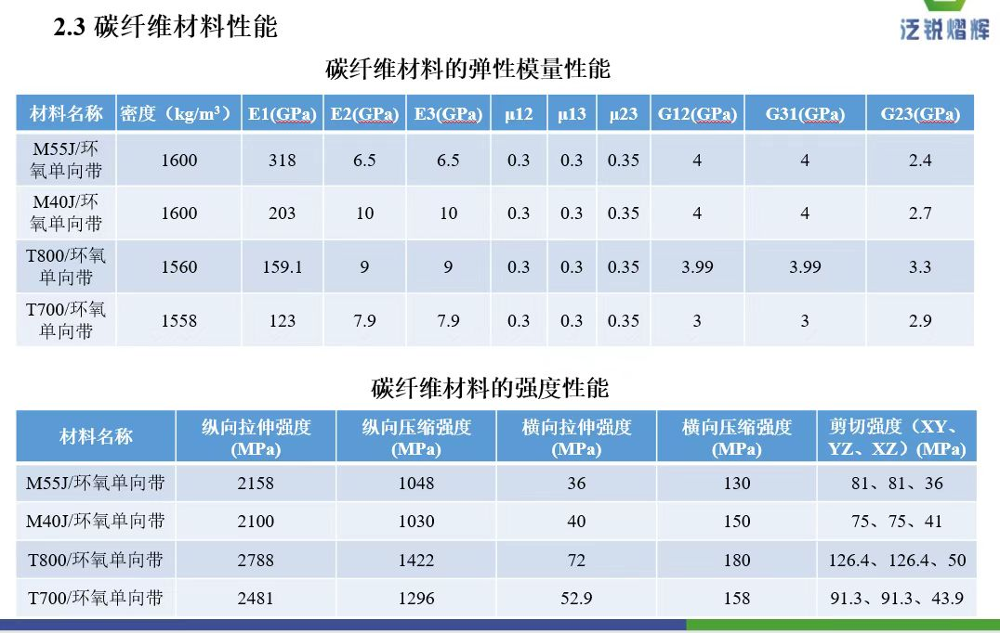 2.3 碳纤维材料性能
泛锐熠辉
碳纤维材料的弹性模量性能
材料名称 密度（kg/m³） E1(GPa) E2(GPa) E3(GPa) μ12 μ13 μ23 G12(GPa) G31(GPa) G23(GPa)
M55J/环
氧单向带 1600 318 6.5 6.5 0.3 0.3 0.35 4 4 2.4
M40J/环
氧单向带 1600 203 10 10 0.3 0.3 0.35 4 4 2.7
T800/环氧
单向带 1560 159.1 9 9 0.3 0.3 0.35 3.99 3.99 3.3
T700/环氧
单向带 1558 123 7.9 7.9 0.3 0.3 0.35 3 3 2.9
碳纤维材料的强度性能
材料名称 纵向拉伸强度 纵向压缩强度 横向拉伸强度 横向压缩强度 剪切强度（XY、
(MPa) (MPa) (MPa) (MPa) YZ、XZ）(MPa)
M55J/环氧单向带 2158 1048 36 130 81、81、36
M40J/环氧单向带 2100 1030 40 150 75、75、41
T800/环氧单向带 2788 1422 72 180 126.4、126.4、50
T700/环氧单向带 2481 1296 52.9 158 91.3、91.3、43.9